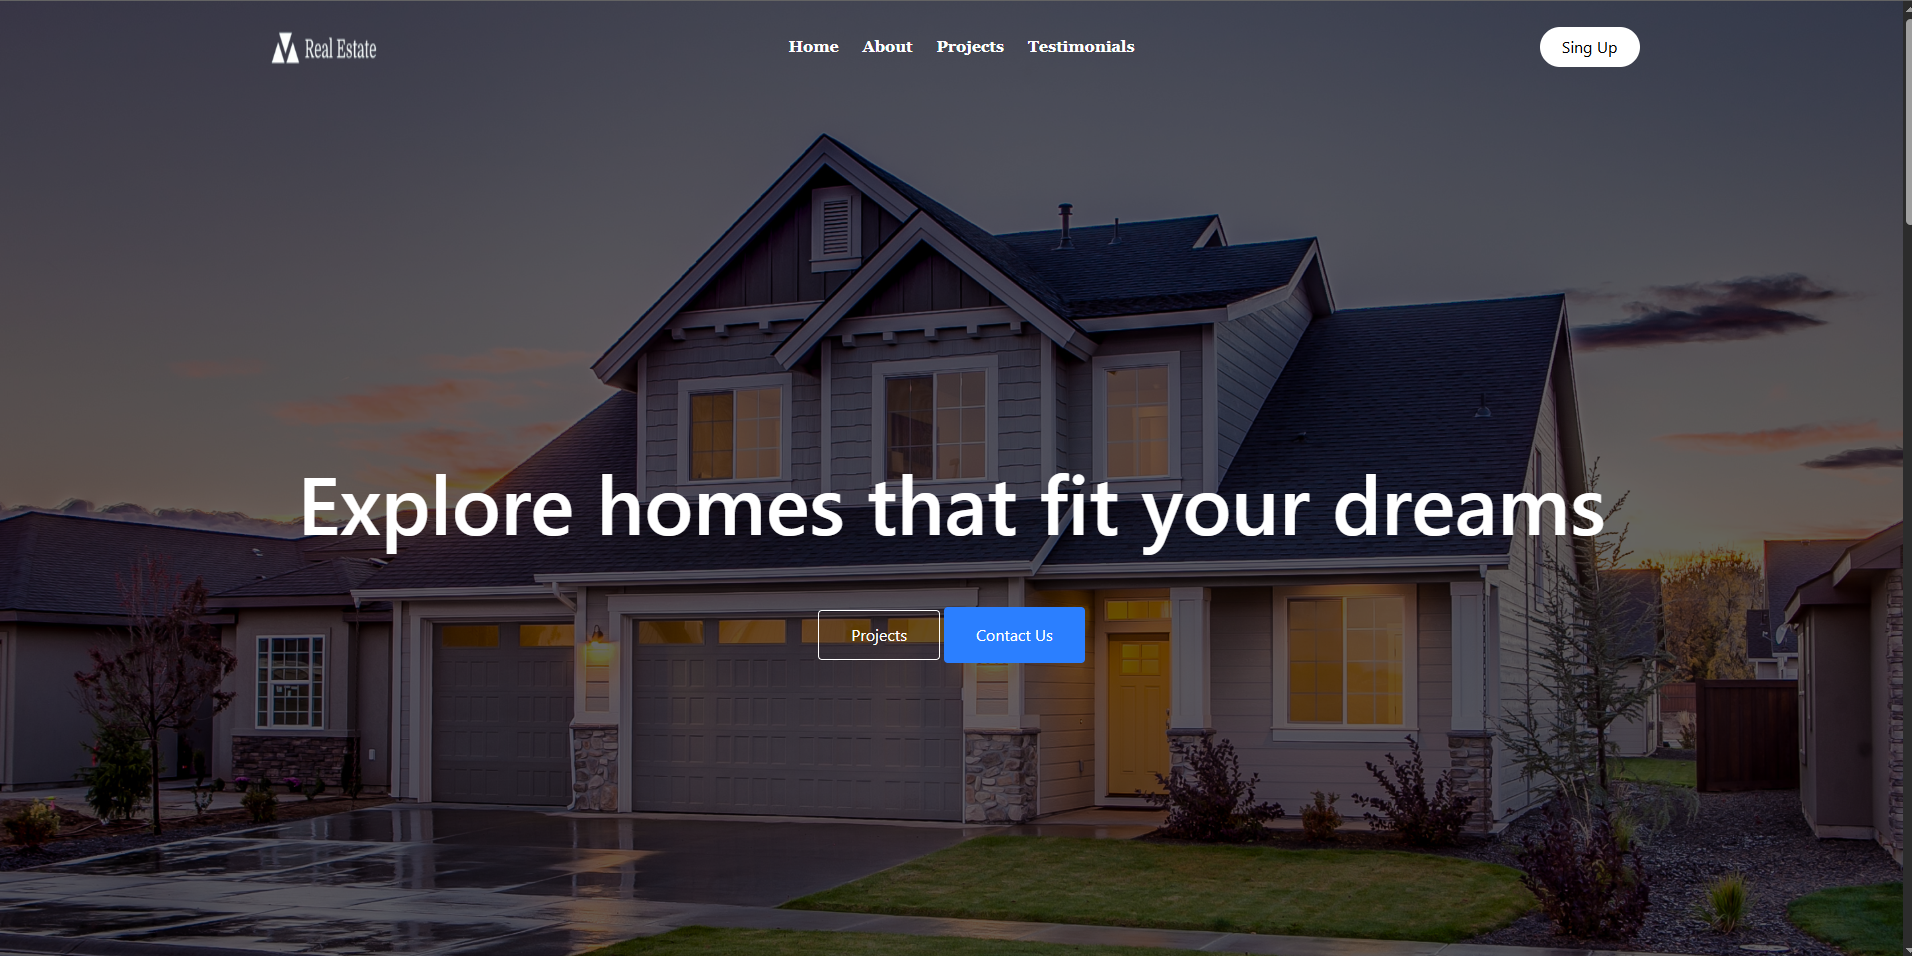 Real Estate
Home About Projects Testimonials
Sing Up
Explore homes that fit your dreams
Projects Contact Us